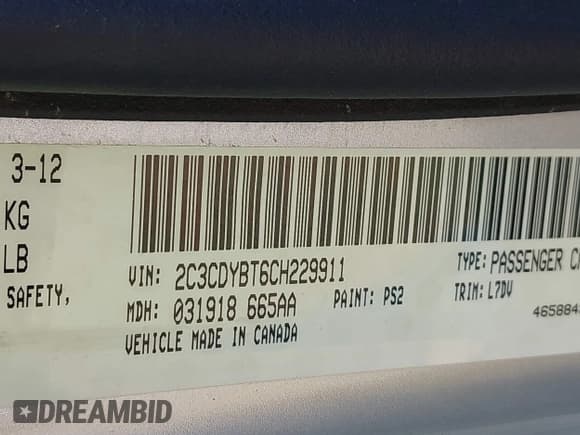 3-12
KG
LB
SAFETY,
VIN: 2C3CDYBT6CH229911
TYPE: PASSENGER
MDH: 031918 665AA
PAINT: PS2
TRIM: L7DV
VEHICLE MADE IN CANADA
DREAMBID